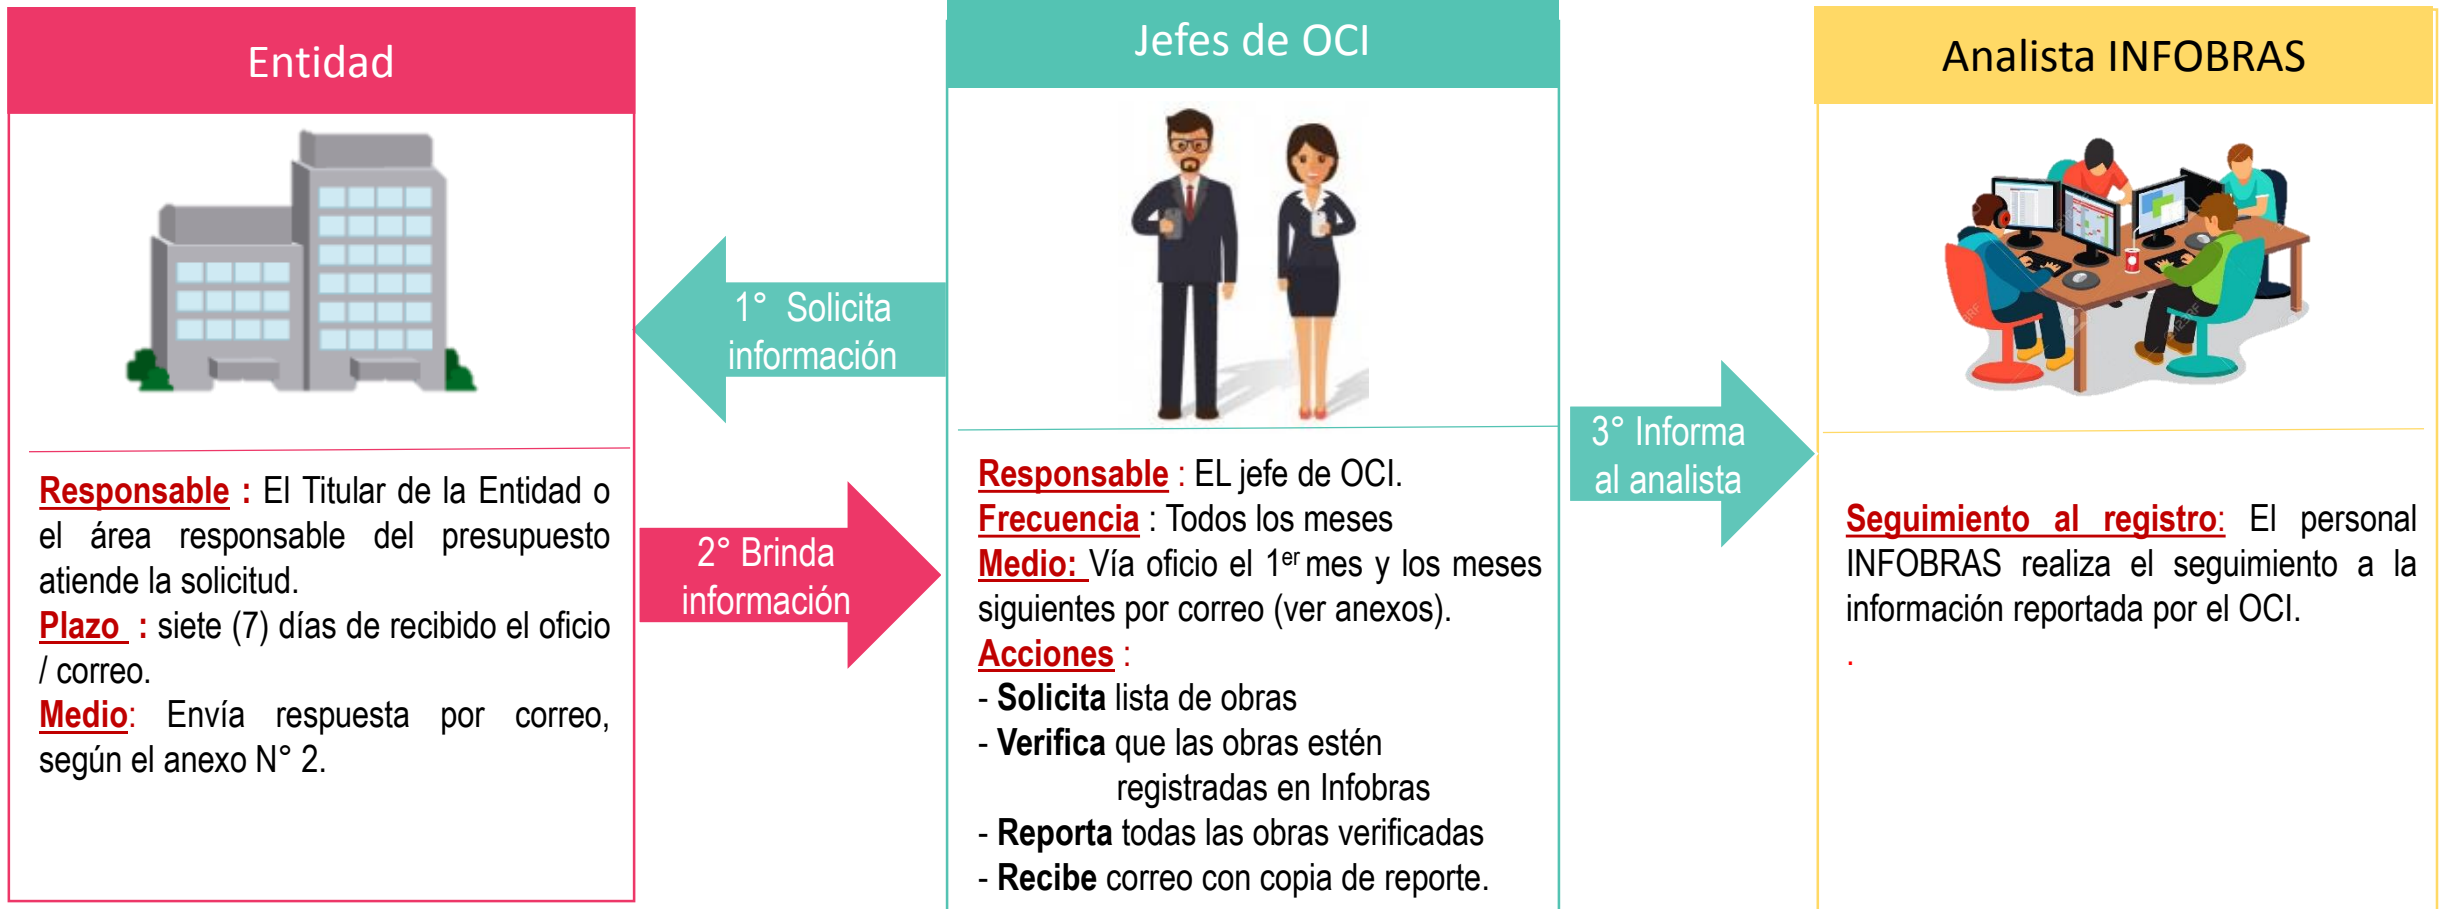 Entidad
Responsable : El Titular de la Entidad o
el área responsable del presupuesto
atiende la solicitud.
Plazo : siete (7) días de recibido el oficio
/ correo.
Medio: Envía respuesta por correo,
según el anexo N° 2.
1° Solicita
información
2° Brinda
información
Jefes de OCI
Responsable : EL jefe de OCI.
Frecuencia : Todos los meses
Medio: Vía oficio el 1er mes y los meses
siguientes por correo (ver anexos).
Acciones :
- Solicita lista de obras
- Verifica que las obras estén
registradas en Infobras
- Reporta todas las obras verificadas
- Recibe correo con copia de reporte.
3° Informa
al analista
Analista INFOBRAS
Seguimiento al registro: El personal
INFOBRAS realiza el seguimiento a la
información reportada por el OCI.
.